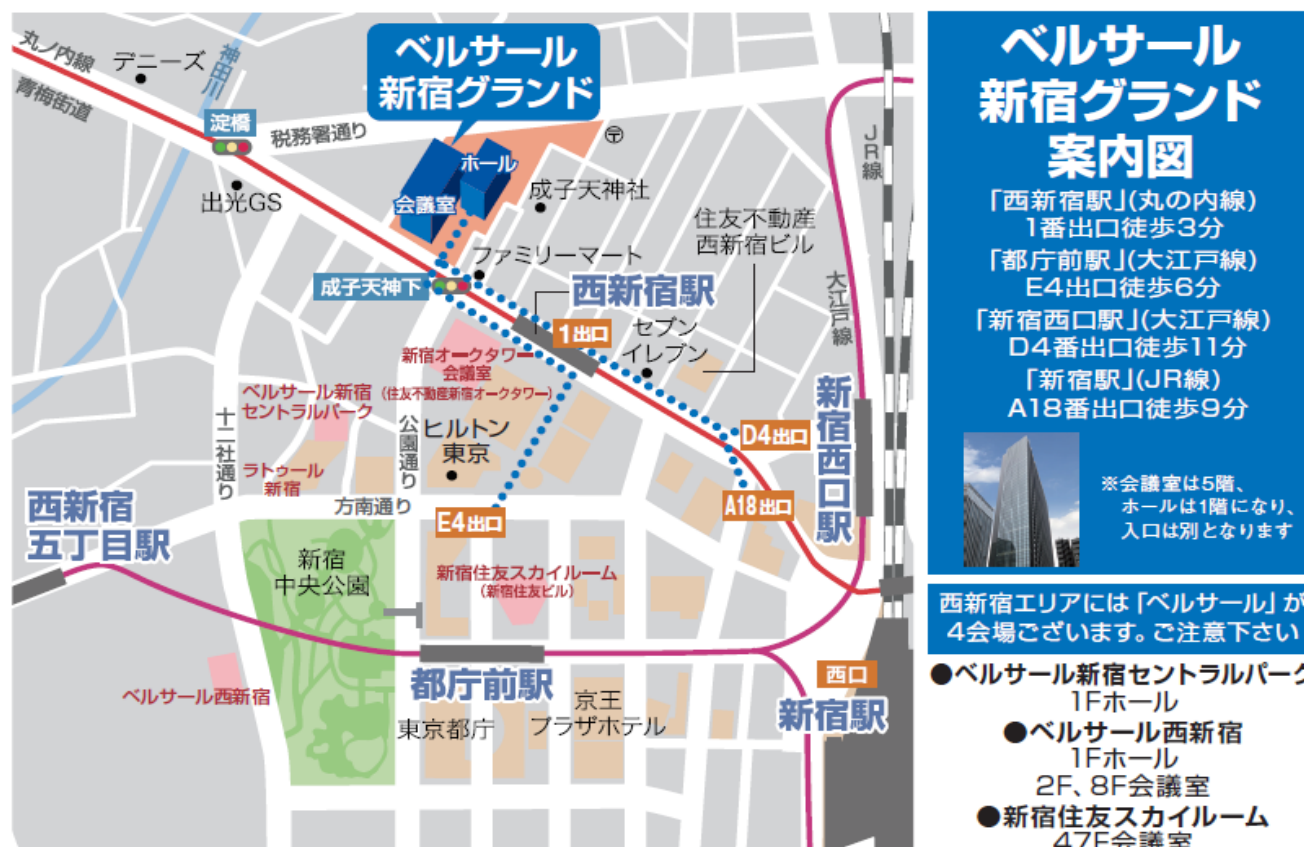 ベルサール
新宿グランド
丸ノ内線
デニーズ
神田川
青梅街道
淀橋
税務署通り
出光GS
ホール
会議室
成子天神社
住友不動産
西新宿ビル
JR線
ファミリーマート
成子天神下
西新宿駅
1出口
セブン
イレブン
大江戸線
新宿オークタワー
会議室
(住友不動産新宿オークタワー)
ベルサール新宿
セントラルパーク
十二社通り
公園通り
ヒルトン
東京
D4出口
新宿西口駅
ラトゥール
新宿
方南通り
A18出口
E4出口
西新宿
五丁目駅
新宿
中央公園
新宿住友スカイルーム
(新宿住友ビル)
ベルサール西新宿
都庁前駅
西口
新宿駅
東京都庁
京王
プラザホテル
ベルサール
新宿グランド
案内図
「西新宿駅」(丸の内線)
1番出口徒歩3分
「都庁前駅」(大江戸線)
E4出口徒歩6分
「新宿西口駅」(大江戸線)
D4番出口徒歩11分
「新宿駅」(JR線)
A18番出口徒歩9分
※会議室は5階、
ホールは1階になり、
入口は別となります
西新宿エリアには「ベルサール」が
4会場ございます。ご注意下さい
●ベルサール新宿セントラルパーク
1Fホール
●ベルサール西新宿
1Fホール
2F、8F会議室
●新宿住友スカイルーム
47F会議室